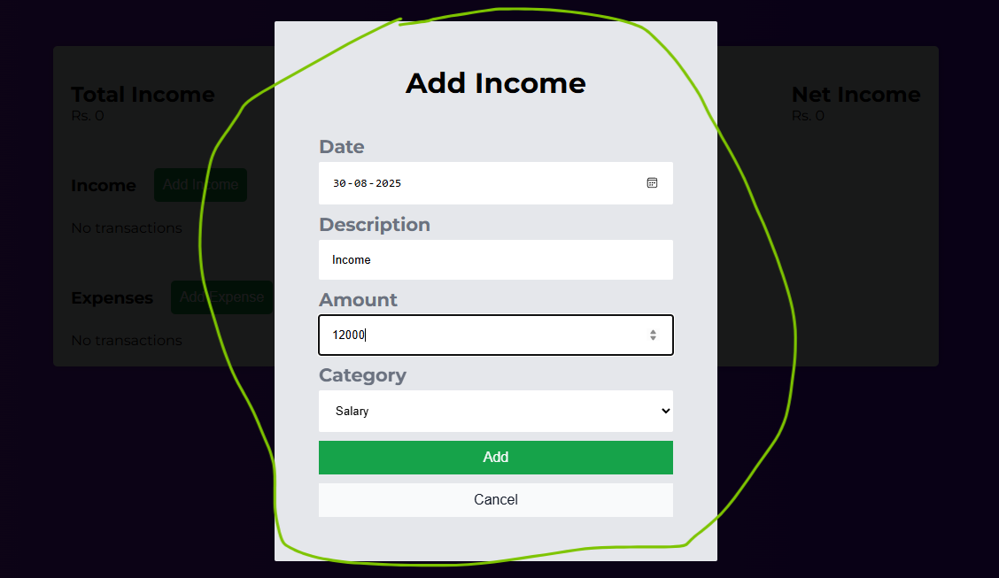 Add Income
Total Income
Rs. 0
Net Income
Rs. 0
Date
30-08-2025
Income
Add Income
Description
No transactions
Income
Amount
Expenses
Add Expense
12000
No transactions
Category
Salary
Add
Cancel